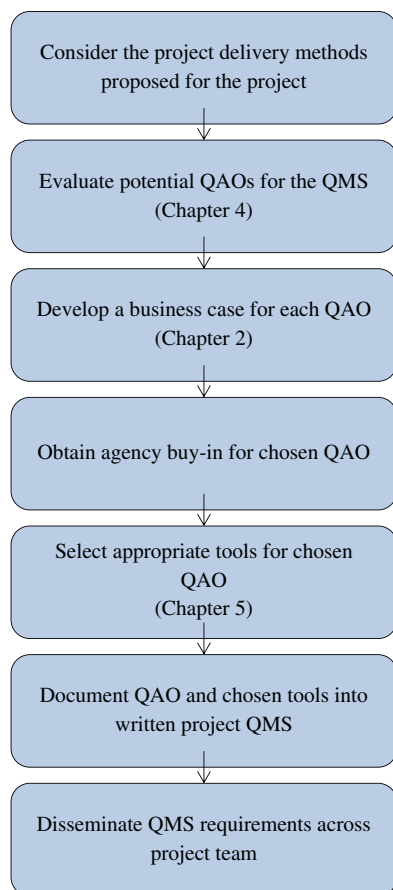 Consider the project delivery methods
proposed for the project
Evaluate potential QAOs for the QMS
(Chapter 4)
Develop a business case for each QAO
(Chapter 2)
Obtain agency buy-in for chosen QAO
Select appropriate tools for chosen
QAO
(Chapter 5)
Document QAO and chosen tools into
written project QMS
Disseminate QMS requirements across
project team